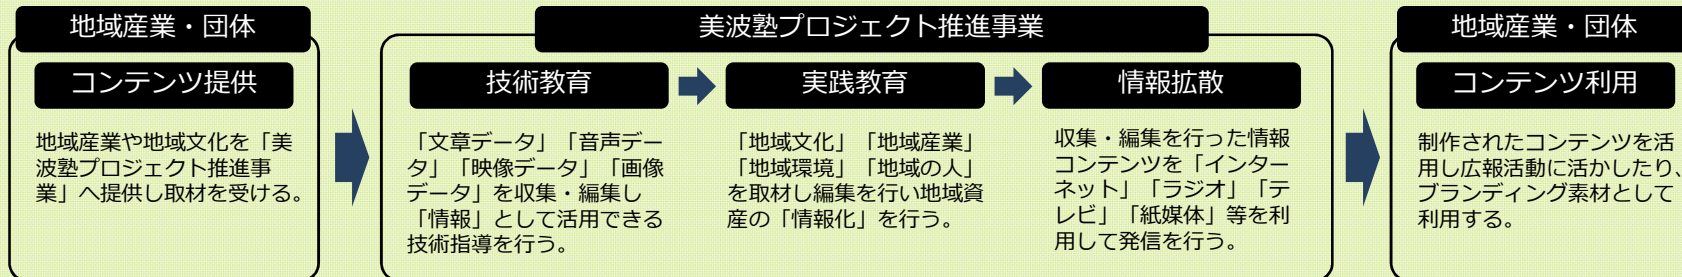 地域産業・団体
コンテンツ提供
地域産業や地域文化を「美
波塾プロジェクト推進事
業」へ提供し取材を受ける。
美波塾プロジェクト推進事業
技術教育
「文章データ」「音声デー
タ」「映像データ」「画像
データ」を収集・編集し
「情報」として活用できる
技術指導を行う。
実践教育
「地域文化」「地域産業」
「地域環境」「地域の人」
を取材し編集を行い地域資
産の「情報化」を行う。
情報拡散
収集・編集を行った情報
コンテンツを「インター
ネット」「ラジオ」「テ
レビ」「紙媒体」等を利
用して発信を行う。
地域産業・団体
コンテンツ利用
制作されたコンテンツを活
用し広報活動に活かしたり、
ブランディング素材として
利用する。